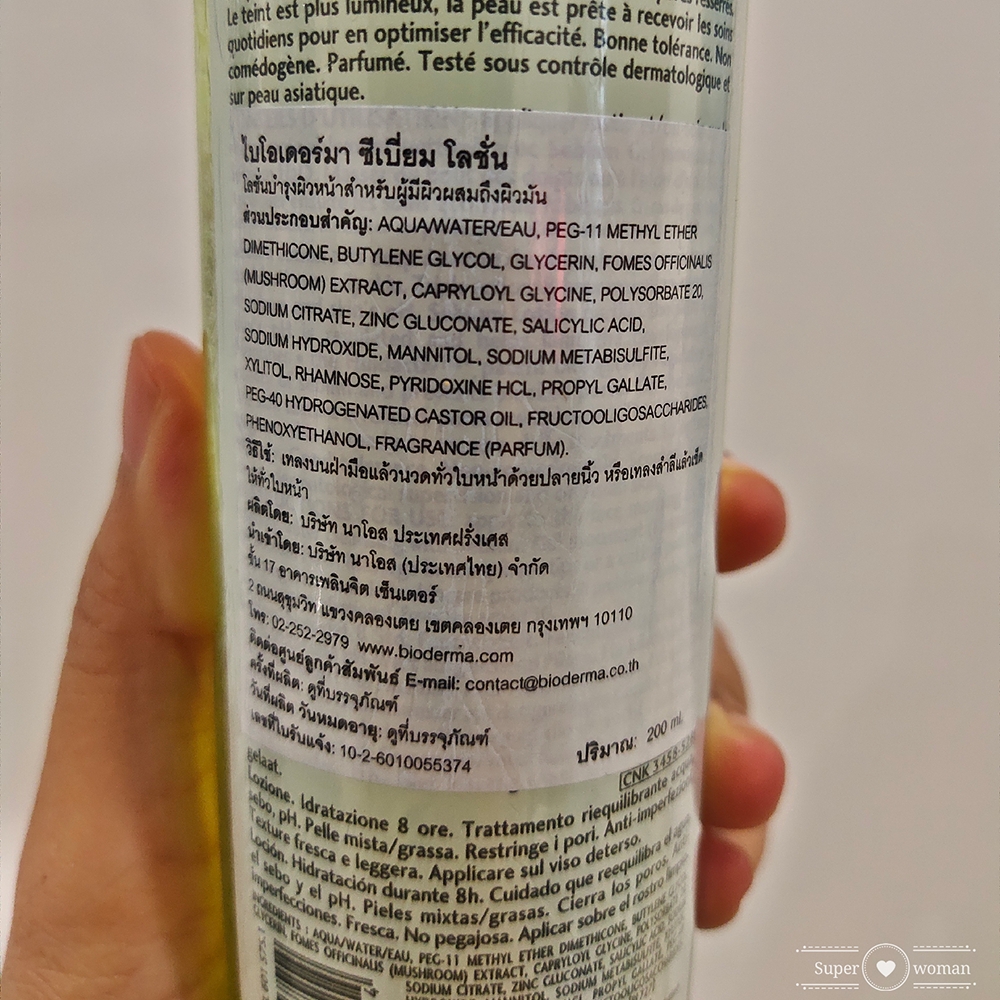 Le teint est plus lumineux, la peau est prête à recevoir les soins
quotidiens pour en optimiser l'efficacité. Bonne tolérance. Non
comédogène. Parfumé. Testé sous contrôle dermatologique et
sur peau asiatique.
ไบโอเดอร์มา ซีเบี่ยม โลชั่น
โลชั่นบำรุงผิวหน้าสำหรับผู้มีผิวผสมถึงผิวมัน
ส่วนประกอบสำคัญ: AQUA/WATER/EAU, PEG-11 METHYL ETHER
DIMETHICONE, BUTYLENE GLYCOL, GLYCERIN, FOMES OFFICINALIS
(MUSHROOM) EXTRACT, CAPRYLOYL GLYCINE, POLYSORBATE 20,
SODIUM CITRATE, ZINC GLUCONATE, SALICYLIC ACID,
SODIUM HYDROXIDE, MANNITOL, SODIUM METABISULFITE,
XYLITOL, RHAMNOSE, PYRIDOXINE HCL, PROPYL GALLATE,
PEG-40 HYDROGENATED CASTOR OIL, FRUCTOOLIGOSACCHARIDES,
PHENOXYETHANOL, FRAGRANCE (PARFUM).
วิธีใช้: เทลงบนฝ่ามือแล้วนวดทั่วใบหน้าด้วยปลายนิ้ว หรือเทลงสำลีแล้วเช็ด
ให้ทั่วใบหน้า
ผลิตโดย: บริษัท นาโอส ประเทศฝรั่งเศส
นำเข้าโดย: บริษัท นาโอส (ประเทศไทย) จำกัด
ชั้น 17 อาคารเพลินจิต เซ็นเตอร์
2 ถนนสุขุมวิท แขวงคลองเตย เขตคลองเตย กรุงเทพฯ 10110
โทร: 02-252-2979 www.bioderma.com
ติดต่อศูนย์ลูกค้าสัมพันธ์ E-mail: contact@bioderma.co.th
ครั้งที่ผลิต: ดูที่บรรจุภัณฑ์
วันที่ผลิต วันหมดอายุ: ดูที่บรรจุภัณฑ์
เลขที่ใบรับแจ้ง: 10-2-6010055374
ปริมาณ: 200 ml.
CNK 3458-
gelaat.
Lozione. Idratazione 8 ore. Trattamento riequilibrante acqua,
sebo, pH. Pelle mista/grassa. Restringe i pori. Anti-imperfezioni.
Texture fresca e leggera. Applicare sul viso deterso.
Loción. Hidratación durante 8h. Cuidado que reequilibra el agua,
el sebo y el pH. Pieles mixtas/grasas. Cierra los poros.
imperfecciones. Fresca. No pegajosa. Aplicar sobre el rostro
INGREDIENTS : AQUA/WATER/EAU, PEG-11 METHYL ETHER DIMETHICONE, BUTYLENE
GLYCERIN, FOMES OFFICINALIS (MUSHROOM) EXTRACT, CAPRYLOYL GLYCINE,
SODIUM CITRATE, ZINC GLUCONATE, SALICYLIC
Super woman